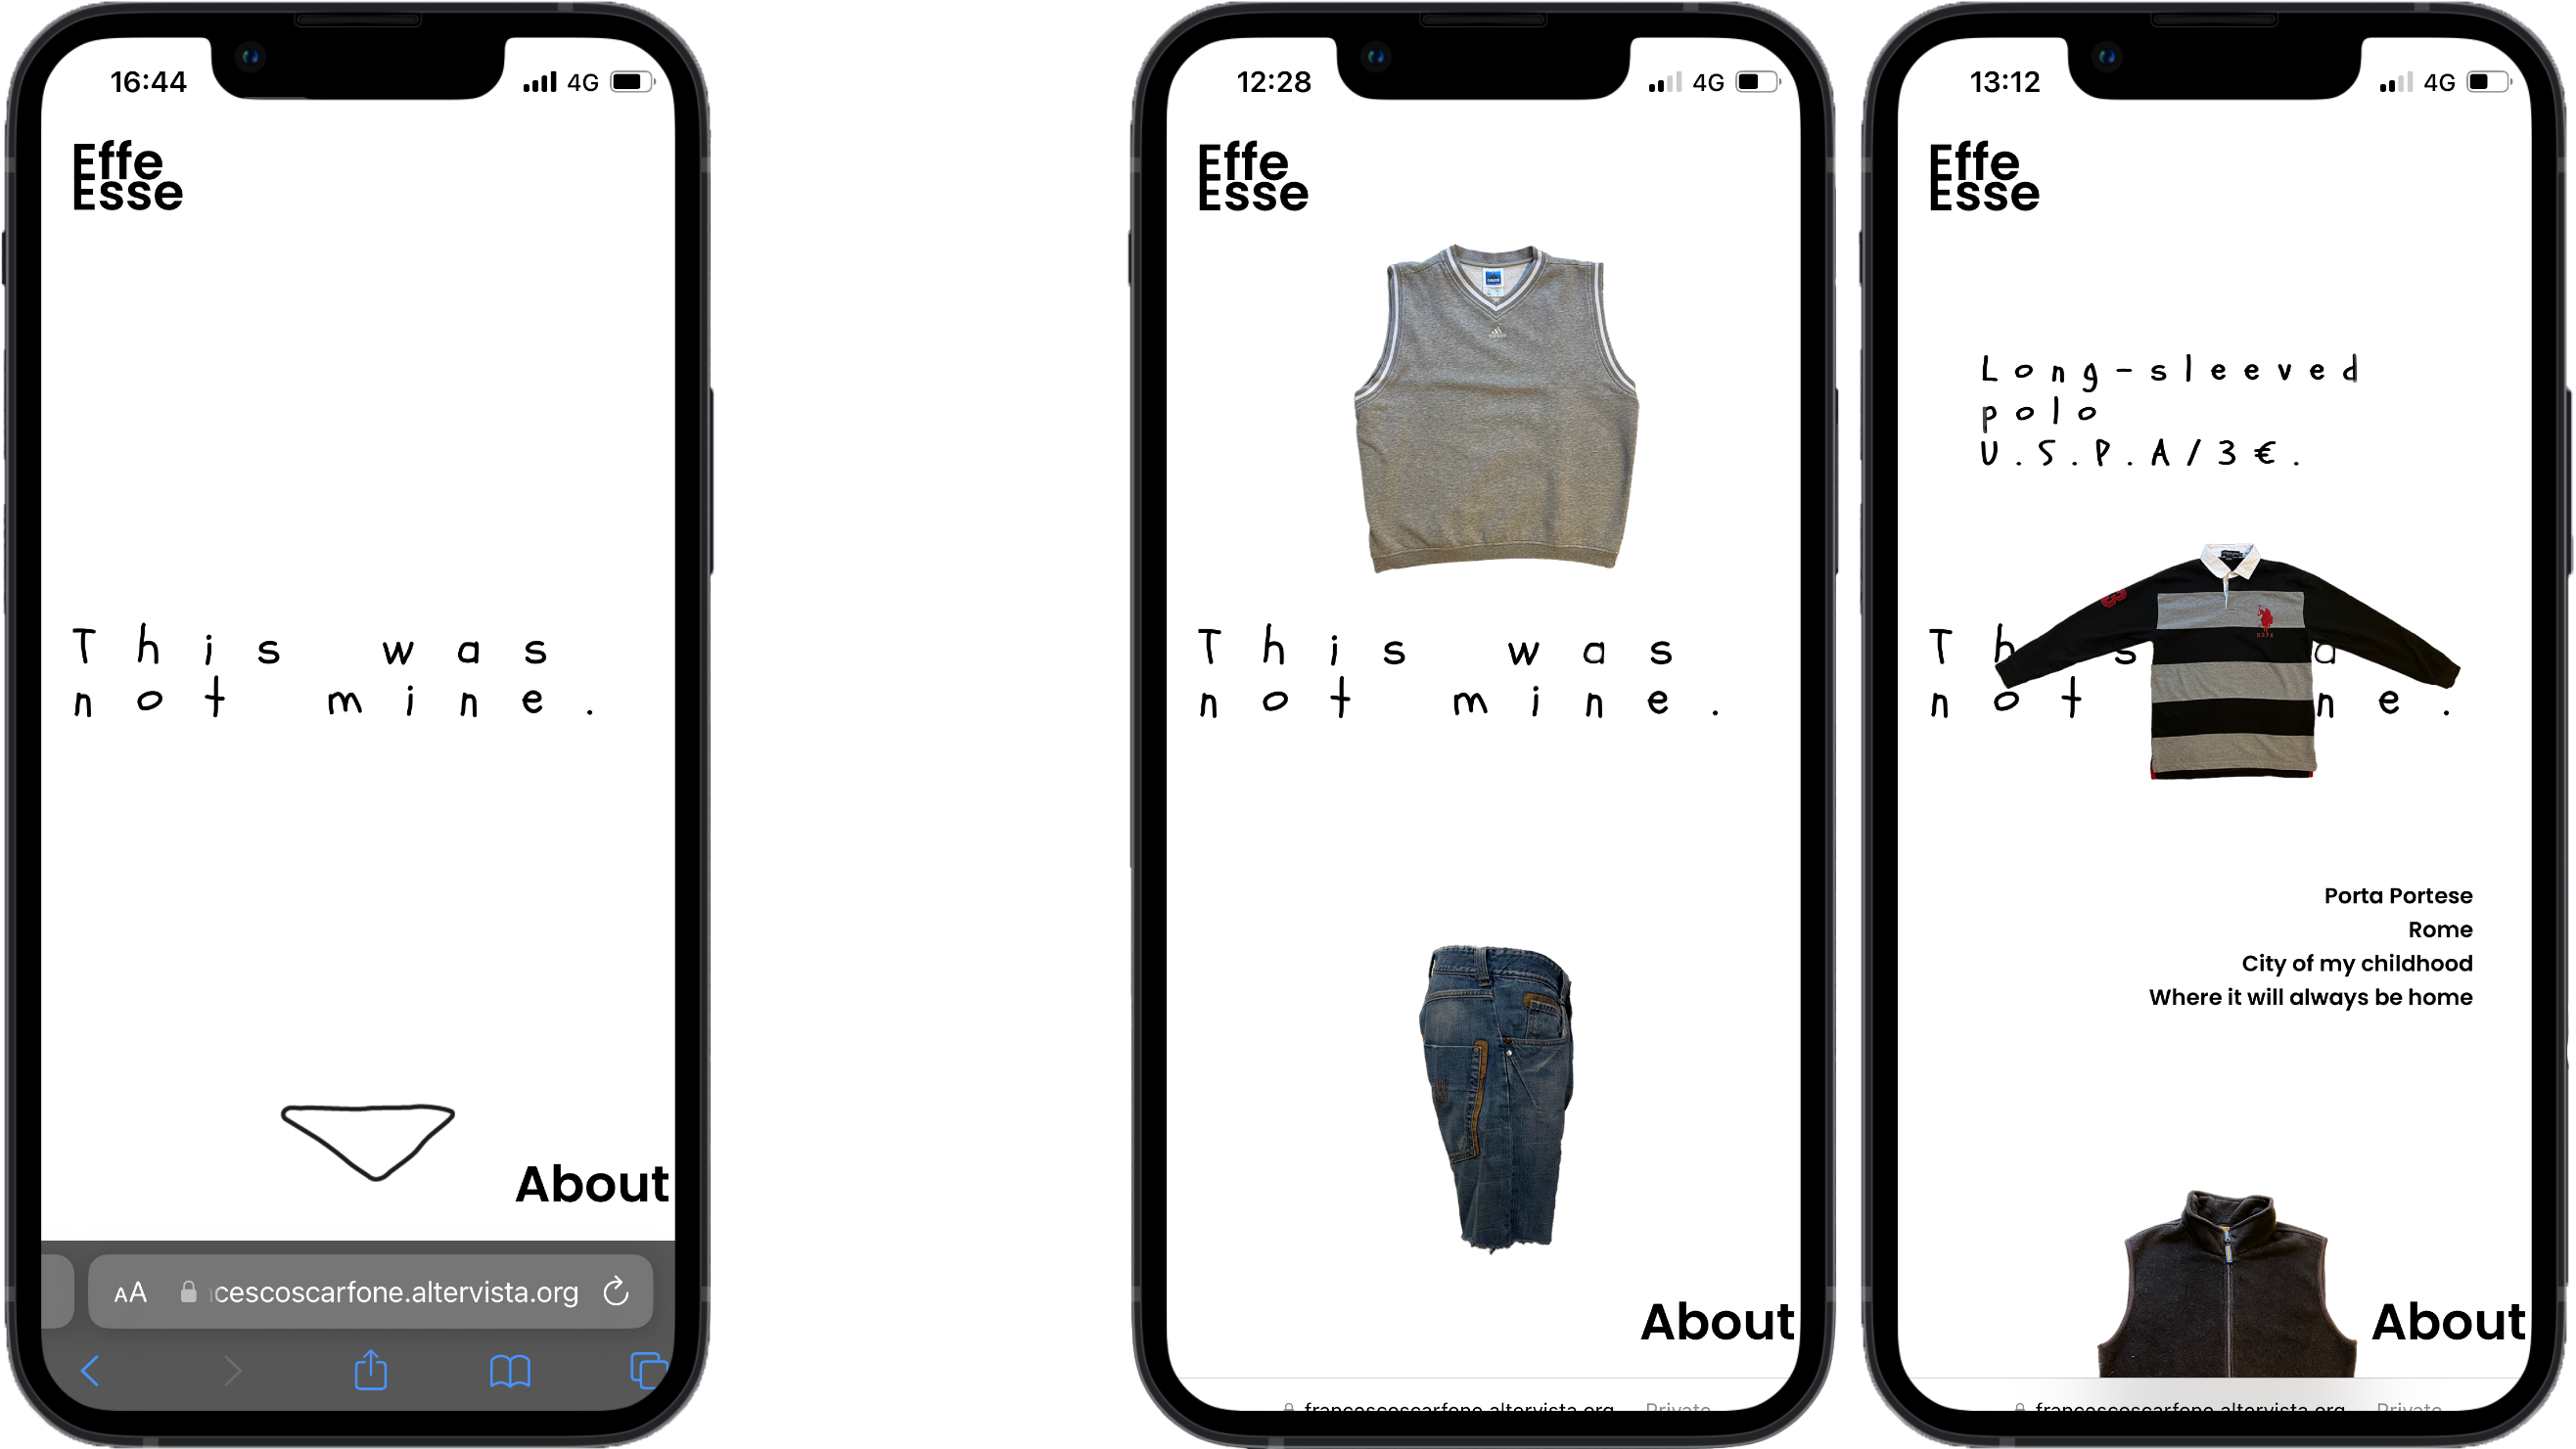 16:44
4G
Effe
Esse
This was
not mine.
About
AA
cescoscarfone.altervista.org
12:28
4G
Effe
Esse
This was
not mine.
About
francescoscarfone.altervista.org Private
13:12
4G
Effe
Esse
Long-sleeved
polo
U.S.P.A/3€.
Th s a
not ne.
Porta Portese
Rome
City of my childhood
Where it will always be home
About
francescoscarfone.altervista.org Private